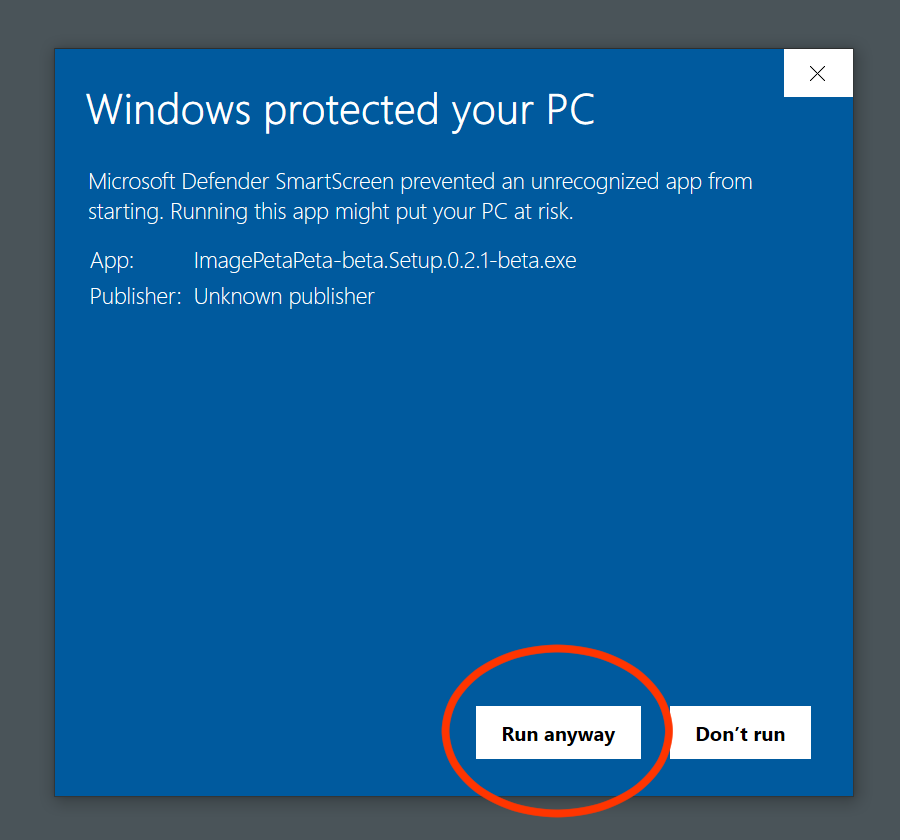 Windows protected your PC
Microsoft Defender SmartScreen prevented an unrecognized app from
starting. Running this app might put your PC at risk.
App: ImagePetaPeta-beta.Setup.0.2.1-beta.exe
Publisher: Unknown publisher
Run anyway Don’t run